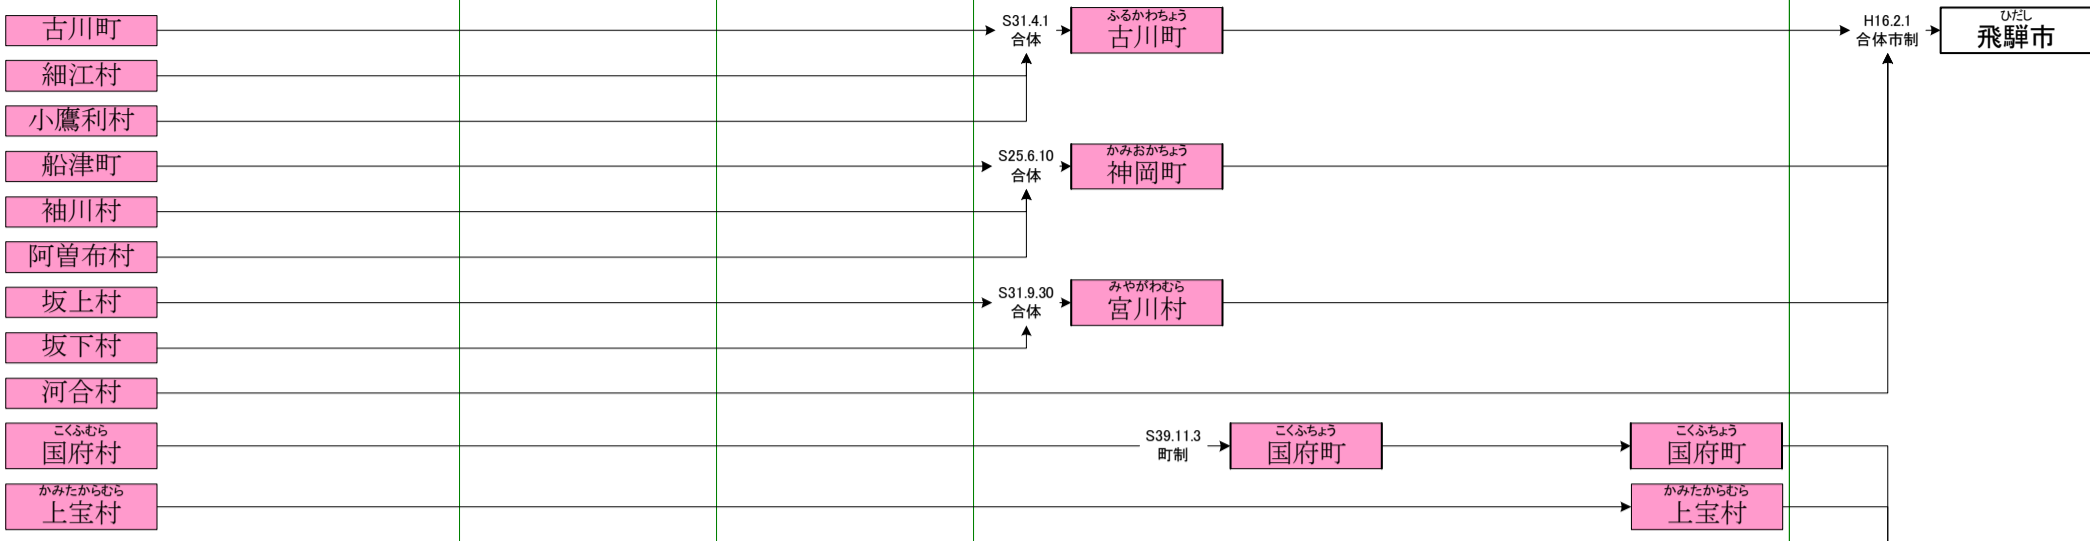 古川町
S31.4.1
合体
ふるかわちょう
古川町
H16.2.1
合体市制
ひだし
飛騨市
細江村
小鷹利村
船津町
S25.6.10
合体
かみおかちょう
神岡町
袖川村
阿曽布村
坂上村
S31.9.30
合体
みやがわむら
宮川村
坂下村
河合村
こくふむら
国府村
S39.11.3
町制
こくふちょう
国府町
こくふちょう
国府町
かみたからむら
上宝村
かみたからむら
上宝村